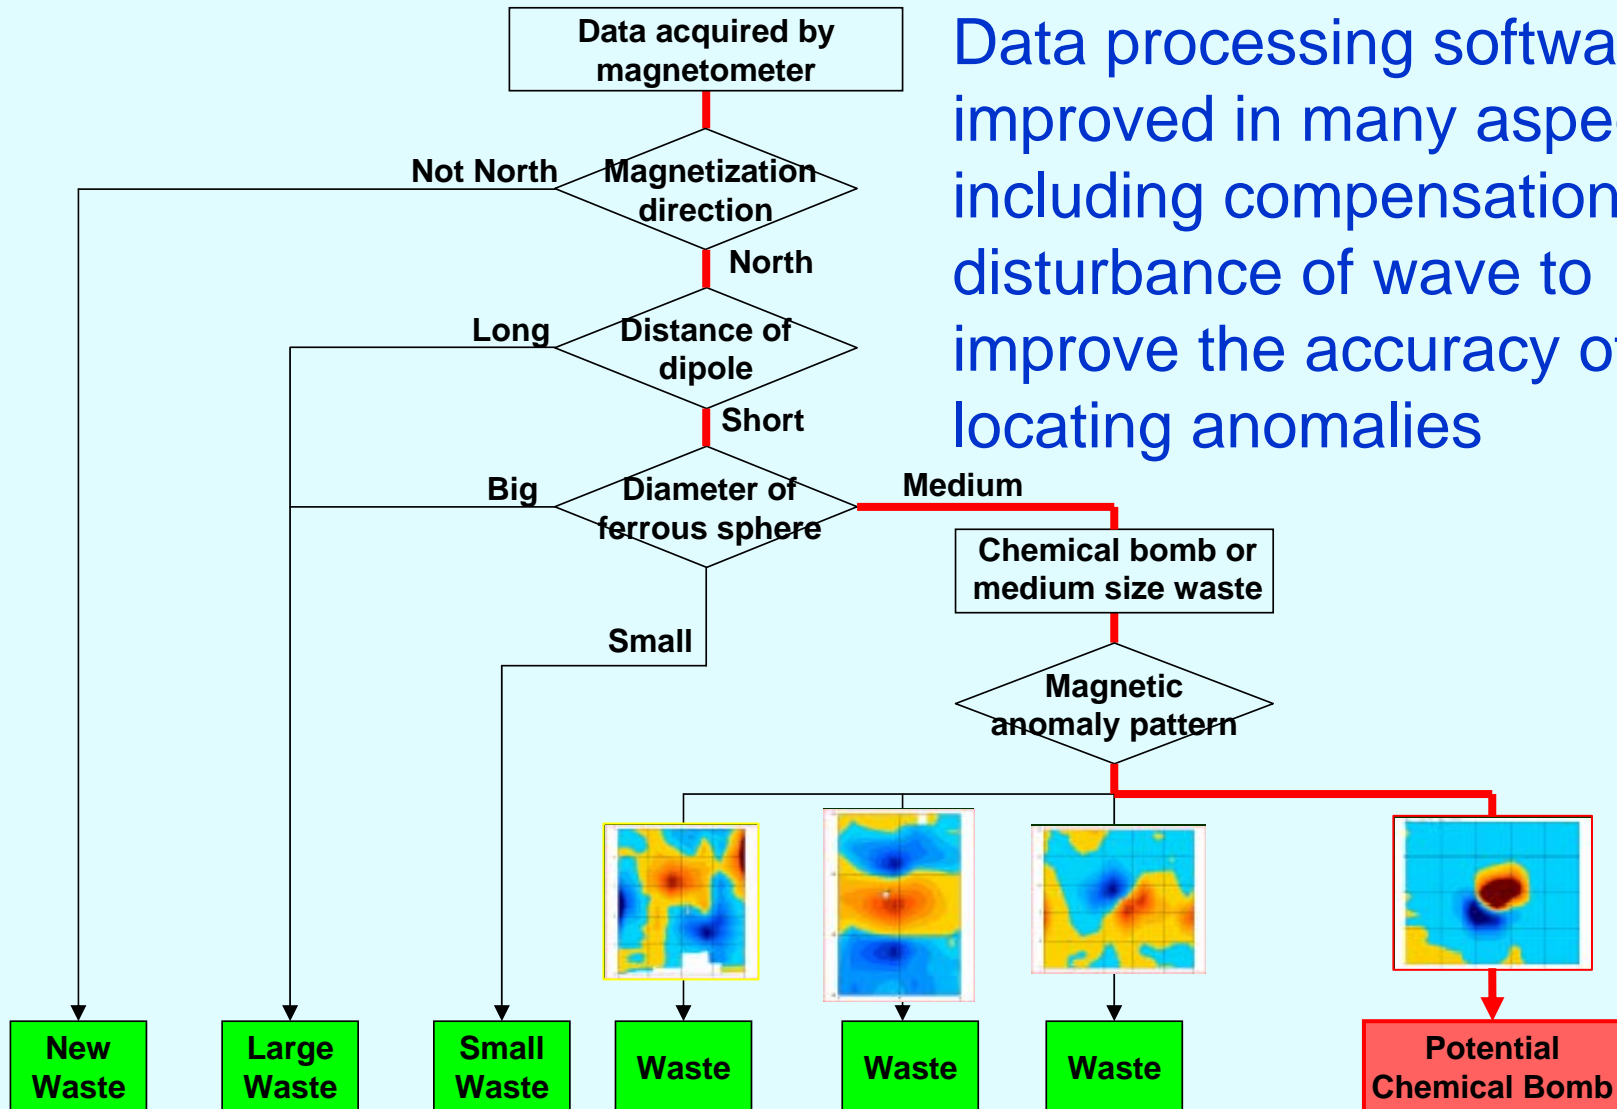 Data acquired by
magnetometer
Data processing
improved in many
including compensation
disturbance of wave to
improve the accuracy
locating anomalies
Not North
Magnetization
direction
North
Long
Distance of
dipole
Short
Big
Diameter of
ferrous sphere
Medium
Chemical bomb or
medium size waste
Small
Magnetic
anomaly pattern
New
Waste
Large
Waste
Small
Waste
Waste
Waste
Waste
Potential
Chemical Bomb